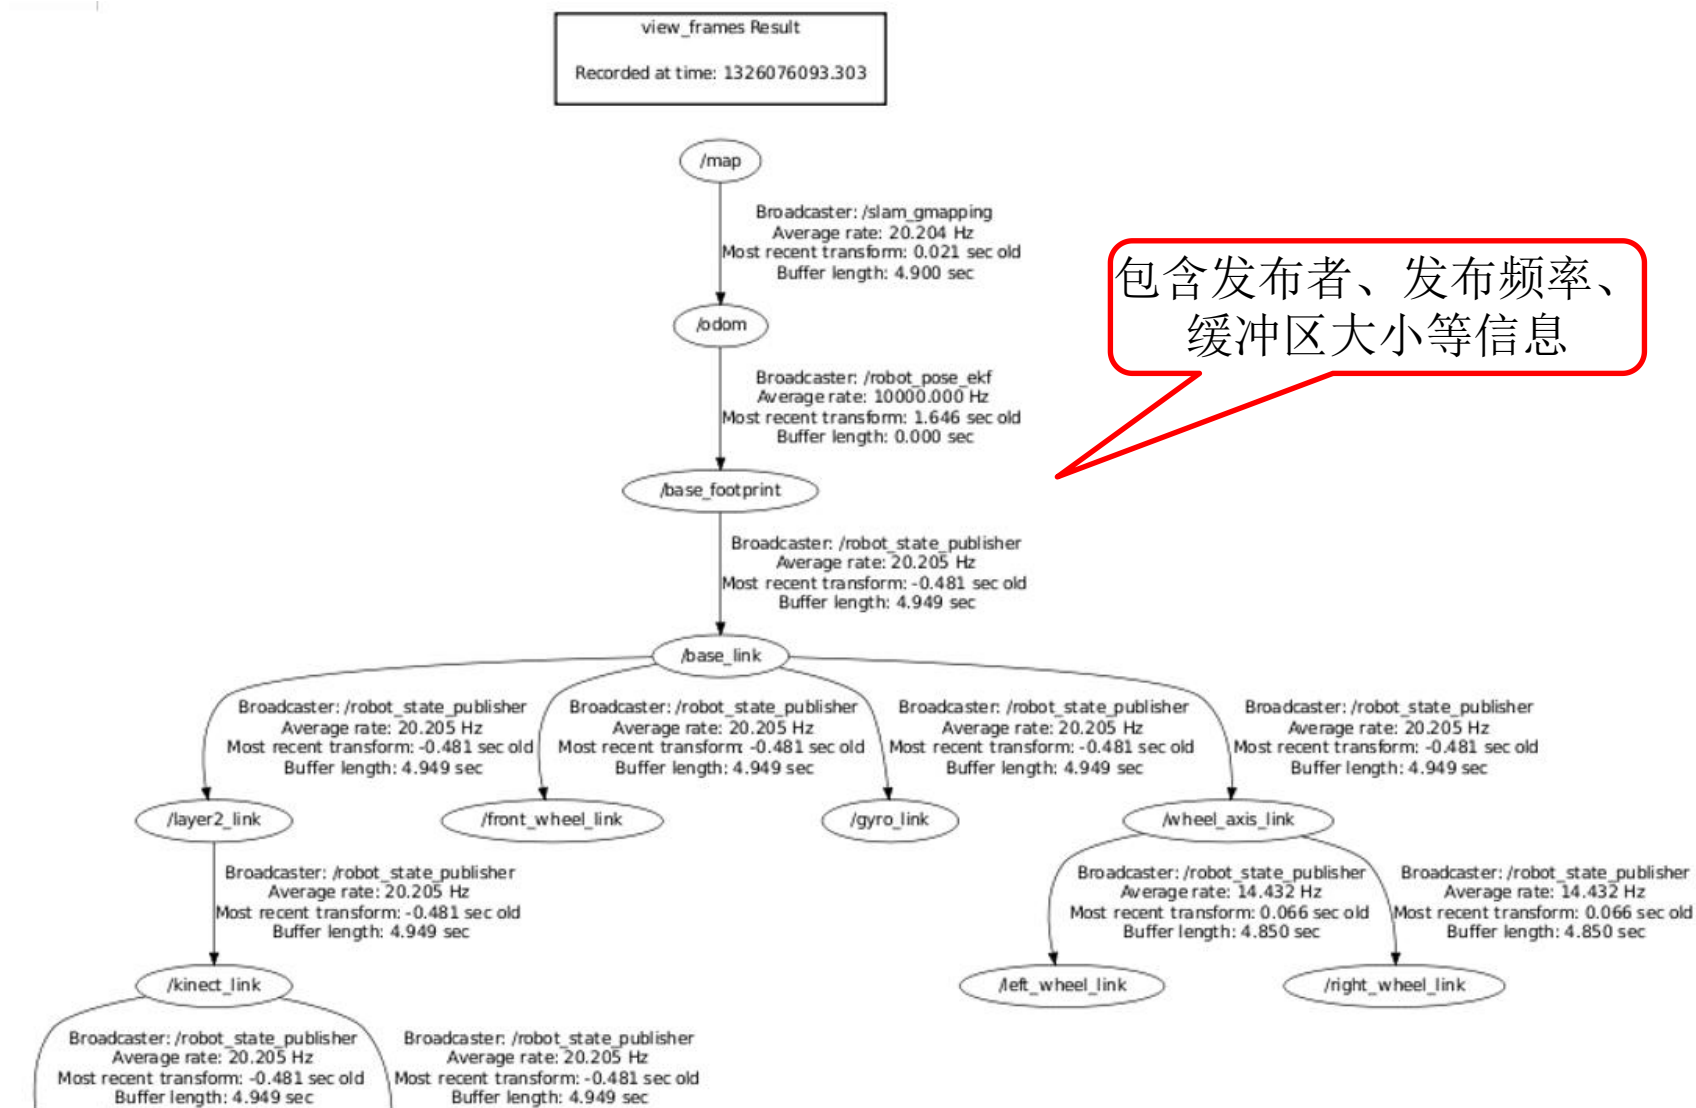 view_frames Result
Recorded at time: 1326076093.303
/map
Broadcaster: /slam_gmapping
Average rate: 20.204 Hz
Most recent transform: 0.021 sec old
Buffer length: 4.900 sec
包含发布者、发布频率、
缓冲区大小等信息
/odom
Broadcaster: /robot_pose_ekf
Average rate: 10000.000 Hz
Most recent transform: 1.646 sec old
Buffer length: 0.000 sec
/base_footprint
Broadcaster: /robot_state_publisher
Average rate: 20.205 Hz
Most recent transform: -0.481 sec old
Buffer length: 4.949 sec
/base_link
Broadcaster: /robot_state_publisher
Average rate: 20.205 Hz
Most recent transform: -0.481 sec old
Buffer length: 4.949 sec
Broadcaster: /robot_state_publisher
Average rate: 20.205 Hz
Most recent transform: -0.481 sec old
Buffer length: 4.949 sec
Broadcaster: /robot_state_publisher
Average rate: 20.205 Hz
Most recent transform: -0.481 sec old
Buffer length: 4.949 sec
Broadcaster: /robot_state_publisher
Average rate: 20.205 Hz
Most recent transform: -0.481 sec old
Buffer length: 4.949 sec
/layer2_link
/front_wheel_link
/gyro_link
/wheel_axis_link
Broadcaster: /robot_state_publisher
Average rate: 20.205 Hz
Most recent transform: -0.481 sec old
Buffer length: 4.949 sec
Broadcaster: /robot_state_publisher
Average rate: 14.432 Hz
Most recent transform: 0.066 sec old
Buffer length: 4.850 sec
Broadcaster: /robot_state_publisher
Average rate: 14.432 Hz
Most recent transform: 0.066 sec old
Buffer length: 4.850 sec
/kinect_link
/left_wheel_link
/right_wheel_link
Broadcaster: /robot_state_publisher
Average rate: 20.205 Hz
Most recent transform: -0.481 sec old
Buffer length: 4.949 sec
Broadcaster: /robot_state_publisher
Average rate: 20.205 Hz
Most recent transform: -0.481 sec old
Buffer length: 4.949 sec